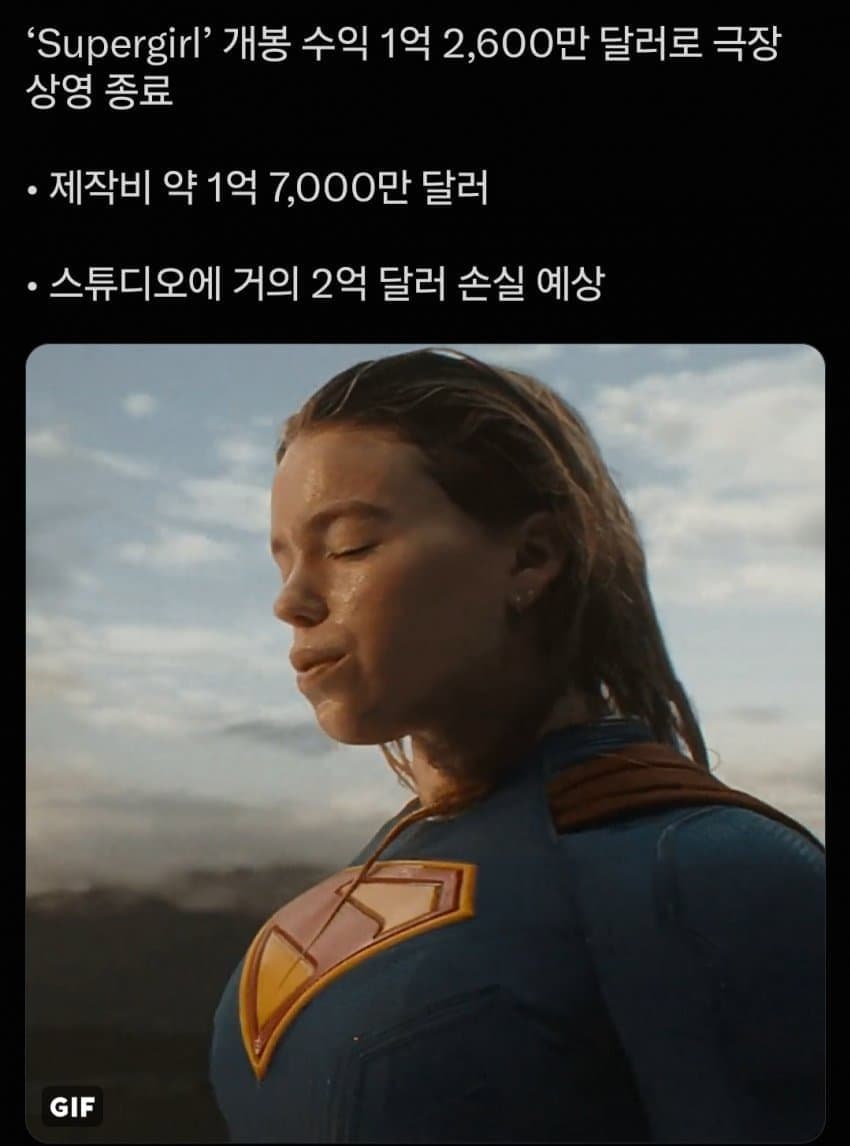 ‘Supergirl’ 개봉 수익 1억 2,600만 달러로 극장
상영 종료
• 제작비 약 1억 7,000만 달러
• 스튜디오에 거의 2억 달러 손실 예상
GIF